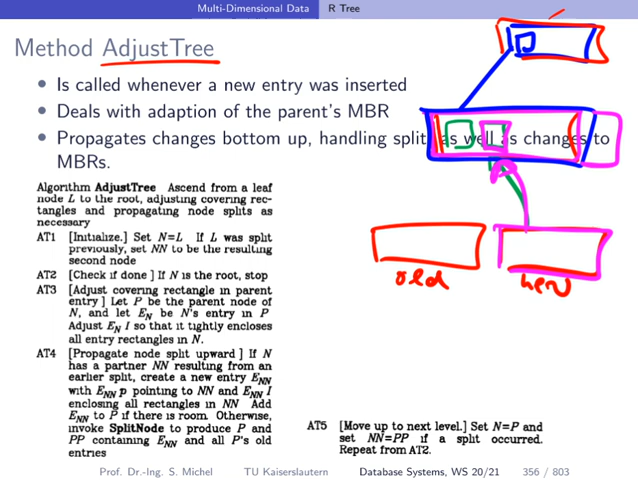 Multi-Dimensional Data R Tree
Method AdjustTree
Is called whenever a new entry was inserted
Deals with adaption of the parent's MBR
Propagates changes bottom up, handling split as well as changes to
MBRs.
Algorithm AdjustTree Ascend from a leaf
node L to the root, adjusting covering rec-
tangles and propagating node splits as
necessary
AT1 [Initialize.] Set N=L If L was split
previously, set NN to be the resulting
second node
AT2 [Check if done ] If N is the root, stop
AT3 [Adjust covering rectangle in parent
entry ] Let P be the parent node of
N, and let E_N be N's entry in P
Adjust E_N I so that it tightly encloses
all entry rectangles in N.
AT4 [Propagate node split upward ] If N
has a partner NN resulting from an
earlier split, create a new entry E_NN
with E_NN p pointing to NN and E_NN I
enclosing all rectangles in NN Add
E_NN to P if there is room Otherwise,
invoke SplitNode to produce P and
PP containing E_NN and all P's old
entries
old
new
AT5 [Move up to next level.] Set N=P and
set NN=PP if a split occurred.
Repeat from AT2.
Prof. Dr.-Ing. S. Michel TU Kaiserslautern Database Systems, WS 20/21 356 / 803